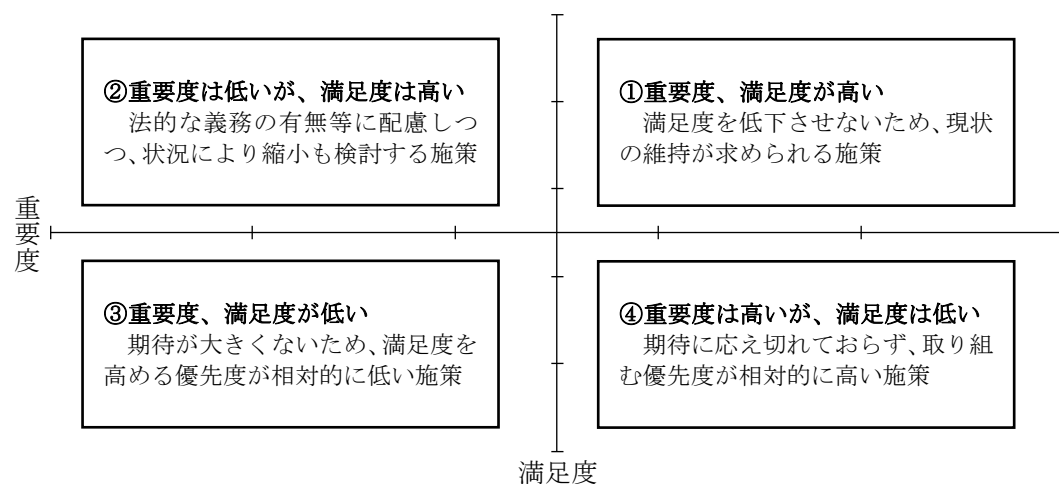 ②重要度は低いが、満足度は高い
法的な義務の有無等に配慮しつ
つ、状況により縮小も検討する施策
①重要度、満足度が高い
満足度を低下させないため、現状
の維持が求められる施策
重要度
③重要度、満足度が低い
期待が大きくないため、満足度を
高める優先度が相対的に低い施策
④重要度は高いが、満足度は低い
期待に応え切れておらず、取り組
む優先度が相対的に高い施策
満足度